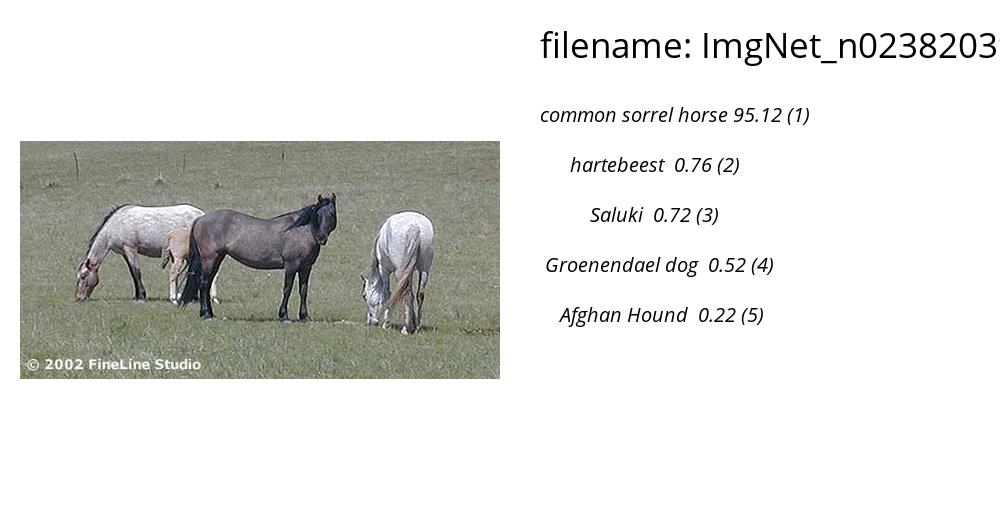 filename: ImgNet_n0238203
common sorrel horse 95.12 (1)
hartebeest 0.76 (2)
Saluki 0.72 (3)
Groenendael dog 0.52 (4)
Afghan Hound 0.22 (5)
© 2002 FineLine Studio